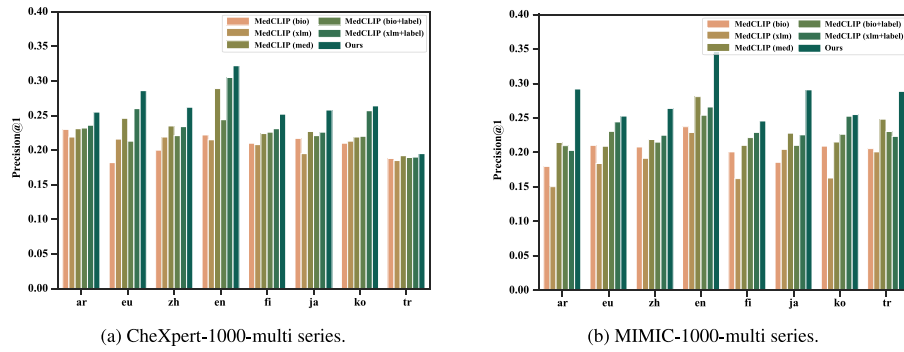 0.40
0.35
0.30
0.25
0.20
0.15
0.10
0.05
0.00
Precision@1
MedCLIP (bio) MedCLIP (bio+label)
MedCLIP (xlm) MedCLIP (xlm+label)
MedCLIP (med) Ours
ar eu zh en fi ja ko tr
(a) CheXpert-1000-multi series.
0.40
0.35
0.30
0.25
0.20
0.15
0.10
0.05
0.00
Precision@1
MedCLIP (bio) MedCLIP (bio+label)
MedCLIP (xlm) MedCLIP (xlm+label)
MedCLIP (med) Ours
ar eu zh en fi ja ko tr
(b) MIMIC-1000-multi series.